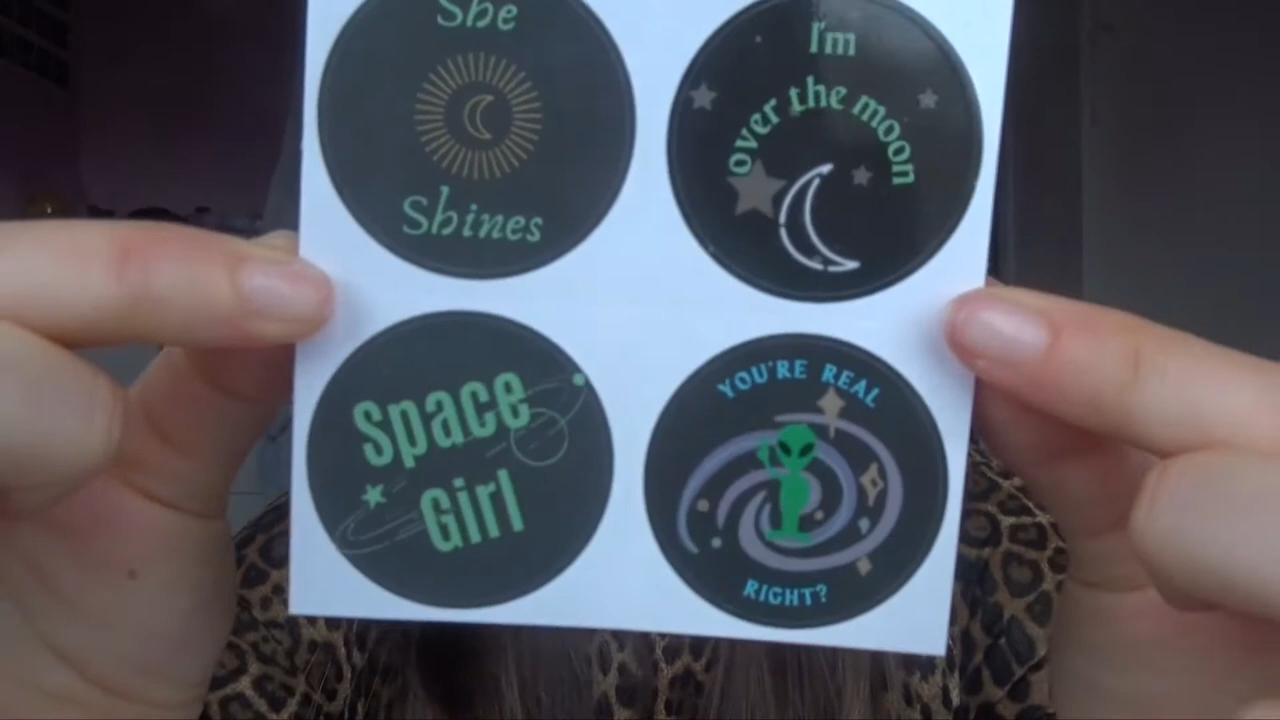 She
Shines
I'm
over the moon
Space
Girl
YOU'RE REAL
RIGHT?